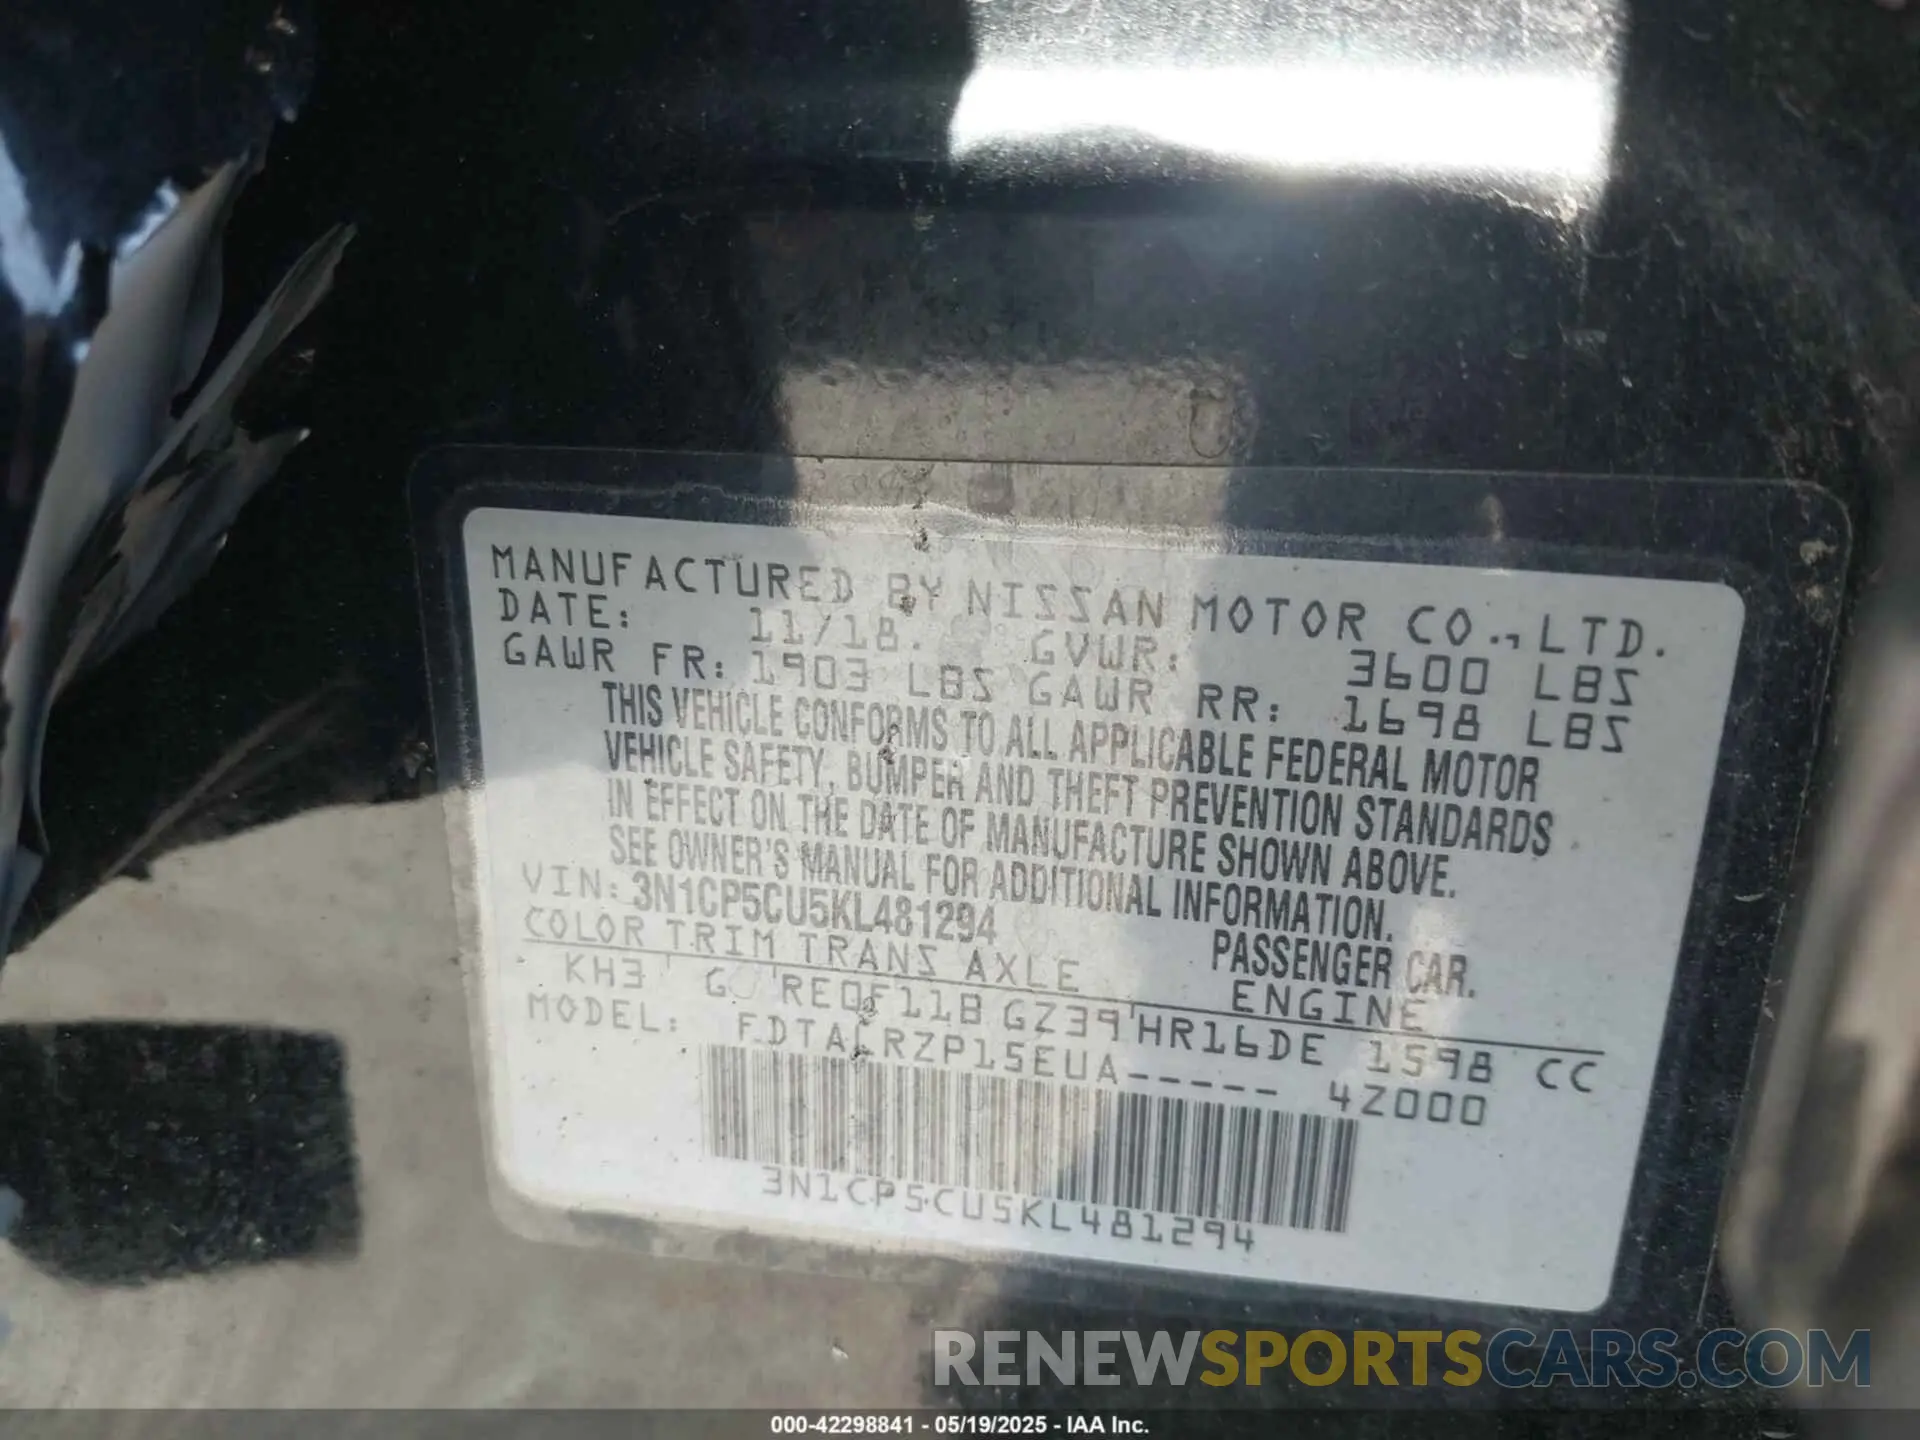 MANUFACTURED BY NISSAN MOTOR CO.,LTD.
DATE: 11/18. GVWR: 3600 LBS
GAWR FR: 1903 LBS GAWR RR: 1698 LBS
THIS VEHICLE CONFORMS TO ALL APPLICABLE FEDERAL MOTOR
VEHICLE SAFETY, BUMPER AND THEFT PREVENTION STANDARDS
IN EFFECT ON THE DATE OF MANUFACTURE SHOWN ABOVE.
SEE OWNER'S MANUAL FOR ADDITIONAL INFORMATION.
VIN: 3N1CP5CU5KL481294 PASSENGER CAR.
COLOR TRIM TRANS AXLE ENGINE
KH3 G RE0F11B GZ39 HR16DE 1598 CC
MODEL: FDTALRZP15EUA----- 4Z000
3N1CP5CU5KL481294
RENEWSPORTSCARS.COM
000-42298841 - 05/19/2025 - IAA Inc.